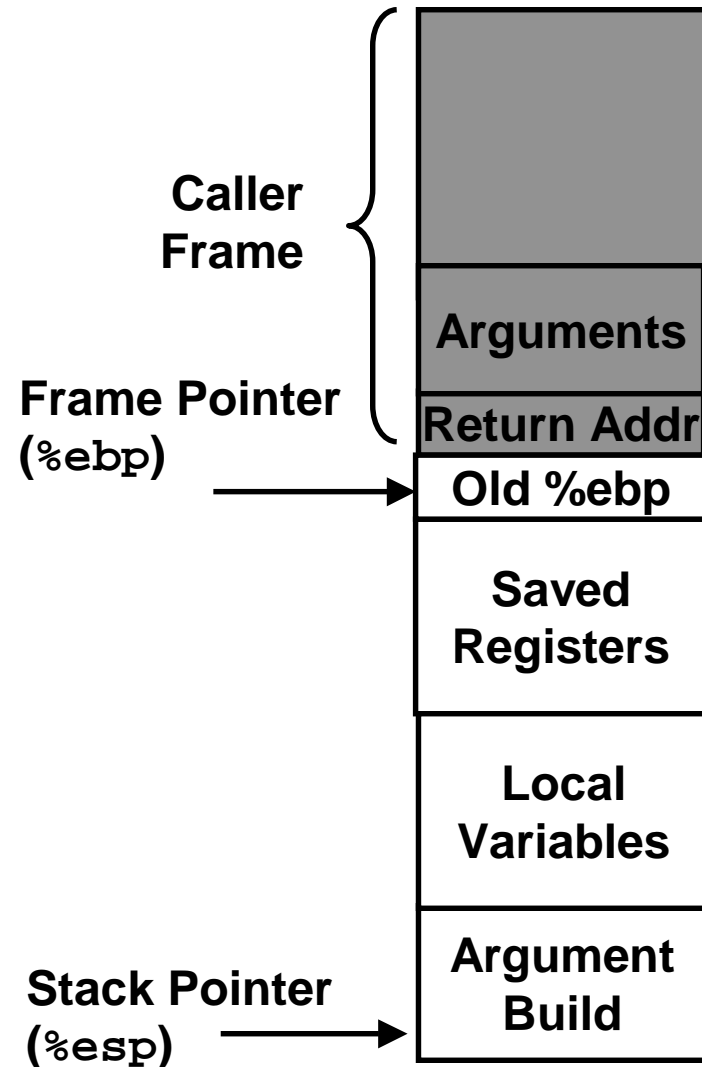 Caller
Frame
Arguments
Frame Pointer
(%ebp)
Return Addr
Old %ebp
Saved
Registers
Local
Variables
Argument
Build
Stack Pointer
(%esp)